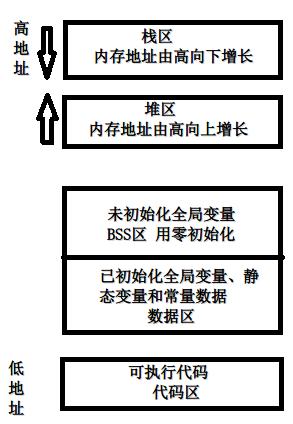 高地址
栈区
内存地址由高向下增长
堆区
内存地址由高向上增长
未初始化全局变量
BSS区 用零初始化
已初始化全局变量、静
态变量和常量数据
数据区
低地址
可执行代码
代码区